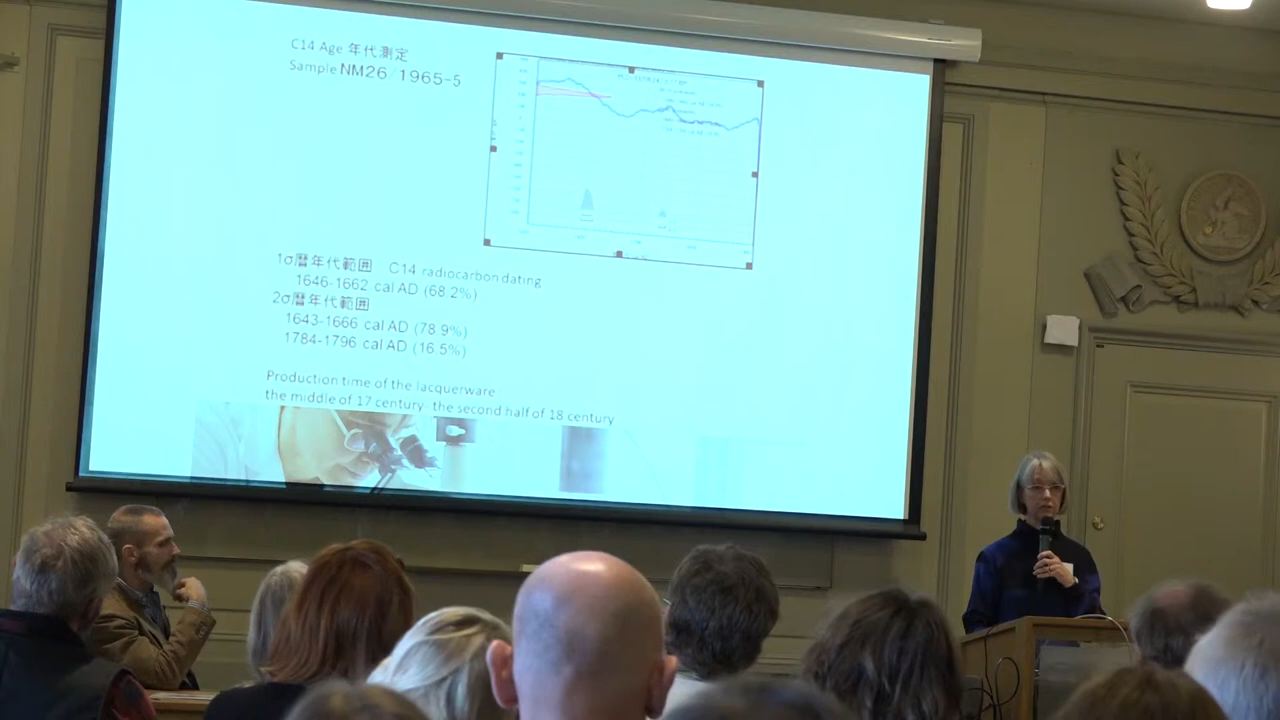 C14 Age 年代測定
Sample NM26/1965-5
1σ暦年代範囲 C14 radiocarbon dating
1646-1662 cal AD (68.2%)
2σ暦年代範囲
1643-1666 cal AD (78.9%)
1784-1796 cal AD (16.5%)
Production time of the lacquerware
the middle of 17 century- the second half of 18 century